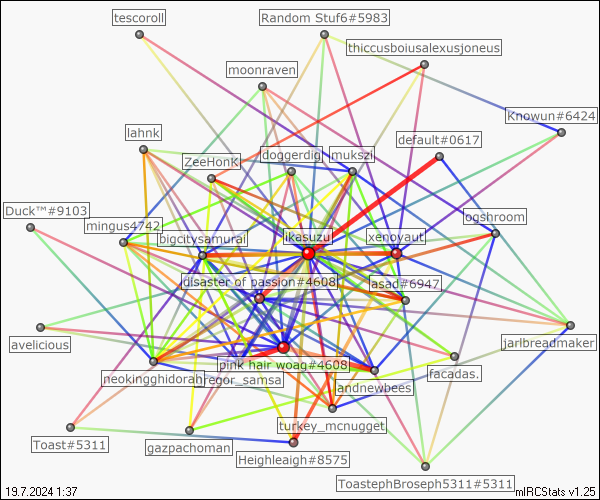 tescoroll
Random Stuf6#5983
thiccusboiusalexusjoneus
moonraven
Knowun#6424
lahnk
default#0617
doggerdig
mukszi
ZeeHonK
Duck™#9103
mingus4742
ogshroom
bigcitysamurai
ikasuzu
xenoyaut
disaster of passion#4608
lasad#6947
avelicious
jarlbreadmaker
pink hair woag#4608
facadas.
neokingghidorah
gregor_samsa
landnewbees
turkey_mcnugget
Toast#5311
gazpachoman
Heighleaigh#8575
ToastephBroseph5311#5311
19.7.2024 1:37
mIRCStats v1.25